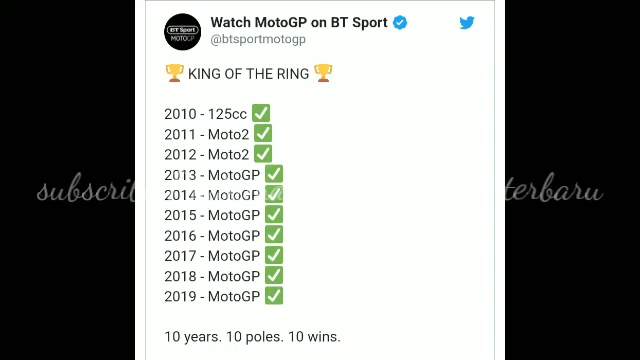 Watch MotoGP on BT Sport
@btsportmotogp
BT Sport
MOTOGP
🏆 KING OF THE RING 🏆
2010 - 125cc ✅
2011 - Moto2 ✅
2012 - Moto2 ✅
2013 - MotoGP ✅
2014 - MotoGP ✅
2015 - MotoGP ✅
2016 - MotoGP ✅
2017 - MotoGP ✅
2018 - MotoGP ✅
2019 - MotoGP ✅
10 years. 10 poles. 10 wins.
subscrib
terbaru